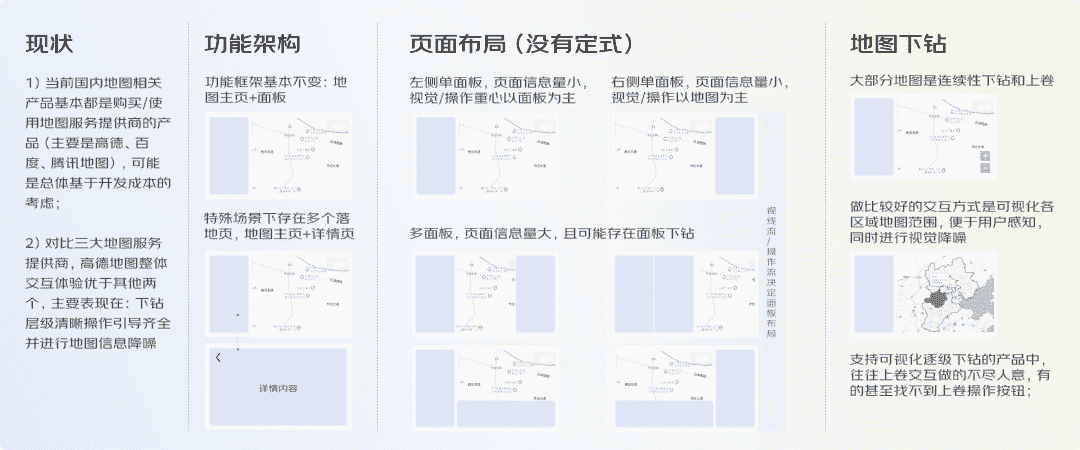 现状
1）当前国内地图相关
产品基本都是购买/使
用地图服务提供商的产
品（主要是高德、百
度、腾讯地图），可能
是总体基于开发成本的
考虑；
2）对比三大地图服务
提供商，高德地图整体
交互体验优于其他两
个，主要表现在：下钻
层级清晰操作引导齐全
并进行地图信息降噪
功能架构
功能框架基本不变：地
图主页+面板
特殊场景下存在多个落
地页，地图主页+详情页
详情内容
页面布局（没有定式）
左侧单面板，页面信息量小，
视觉/操作重心以面板为主
右侧单面板，页面信息量小，
视觉/操作以地图为主
多面板，页面信息量大，且可能存在面板下钻
视线流/操作流决定面板布局
地图下钻
大部分地图是连续性下钻和上卷
做比较好的交互方式是可视化各
区域地图范围，便于用户感知，
同时进行视觉降噪
支持可视化逐级下钻的产品中，
往往上卷交互做的不尽人意，有
的甚至找不到上卷操作按钮；